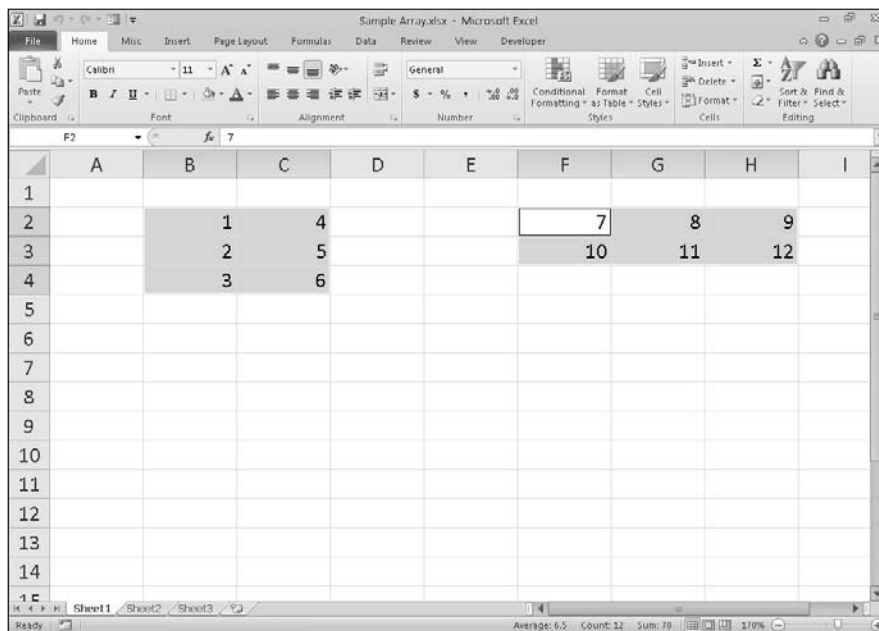 Sample Array.xlsx - Microsoft Excel
File Home Misc Insert Page Layout Formulas Data Review View Developer
Paste
Calibri 11 A A
B I U A
General
$ % ,
Conditional Formatting
Format as Table
Cell Styles
Insert
Delete
Format
Σ
Sort & Filter
Find & Select
Clipboard Font Alignment Number Styles Cells Editing
F2 fx 7
A B C D E F G H I
1
2 1 4 7 8 9
3 2 5 10 11 12
4 3 6
5
6
7
8
9
10
11
12
13
14
15
Sheet1 Sheet2 Sheet3
Ready Average: 6.5 Count: 12 Sum: 78 170%